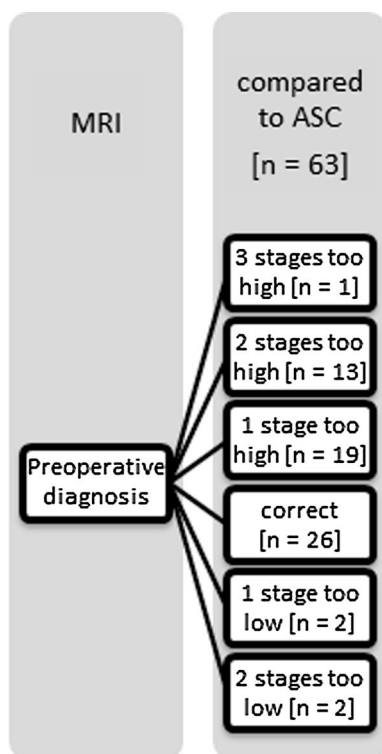 MRI
compared
to ASC
[n = 63]
3 stages too
high [n = 1]
2 stages too
high [n = 13]
1 stage too
high [n = 19]
Preoperative
diagnosis
correct
[n = 26]
1 stage too
low [n = 2]
2 stages too
low [n = 2]